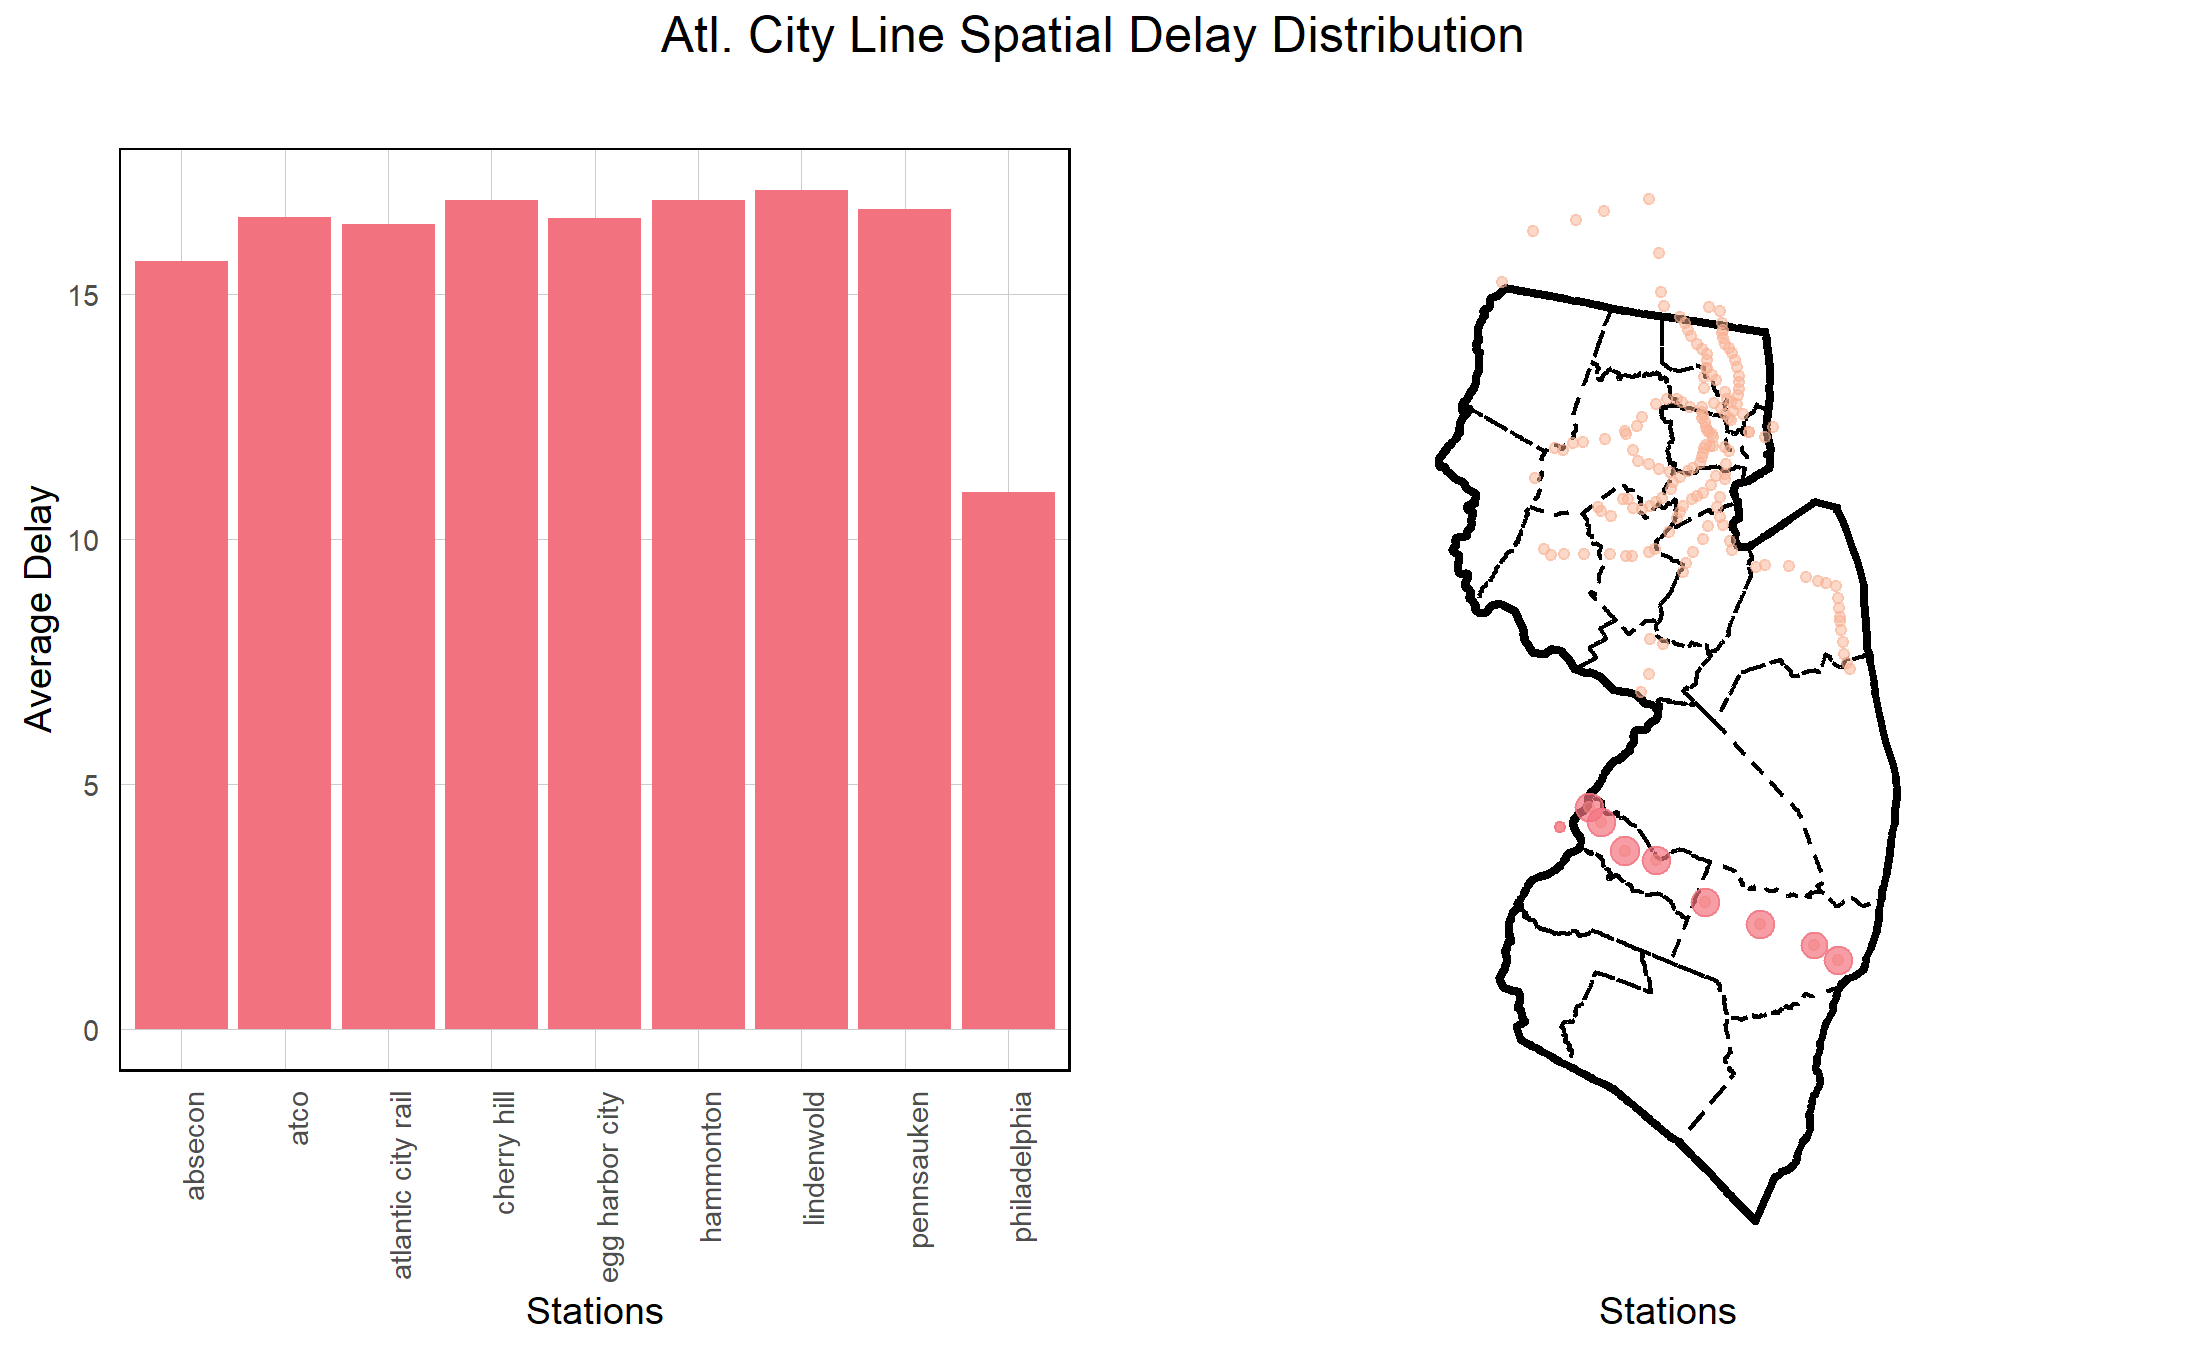 Atl. City Line Spatial Delay Distribution
Average Delay
15
10
5
0
absecon
atco
atlantic city rail
cherry hill
egg harbor city
hammonton
lindenwold
pennsauken
philadelphia
Stations
Stations